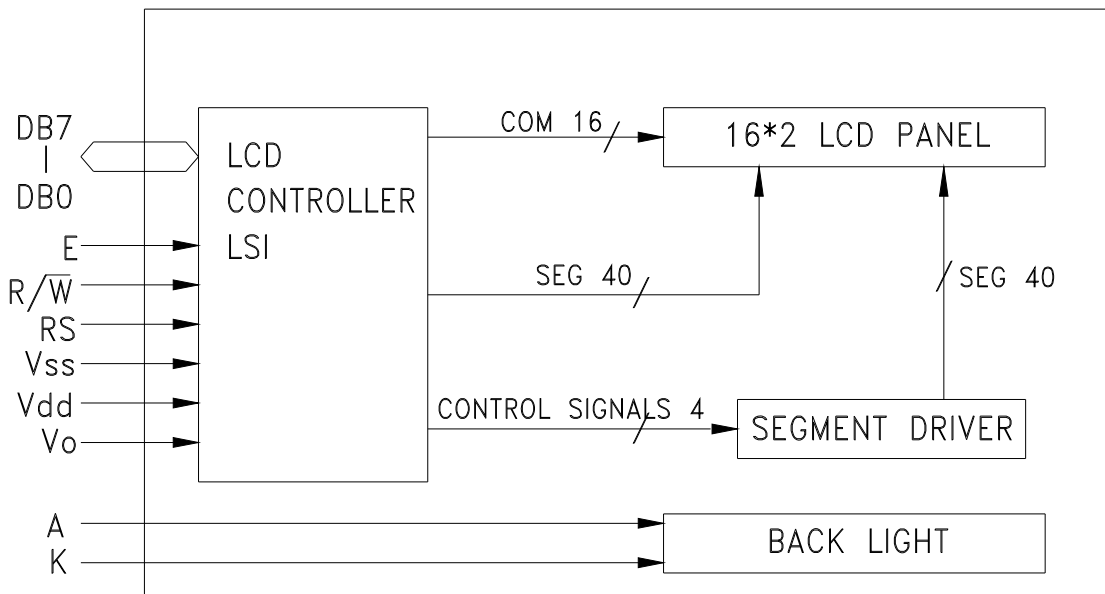 DB7
|
DB0
E
R/W̅
RS
Vss
Vdd
Vo
A
K
LCD
CONTROLLER
LSI
COM 16
16*2 LCD PANEL
SEG 40
SEG 40
CONTROL SIGNALS 4
SEGMENT DRIVER
BACK LIGHT